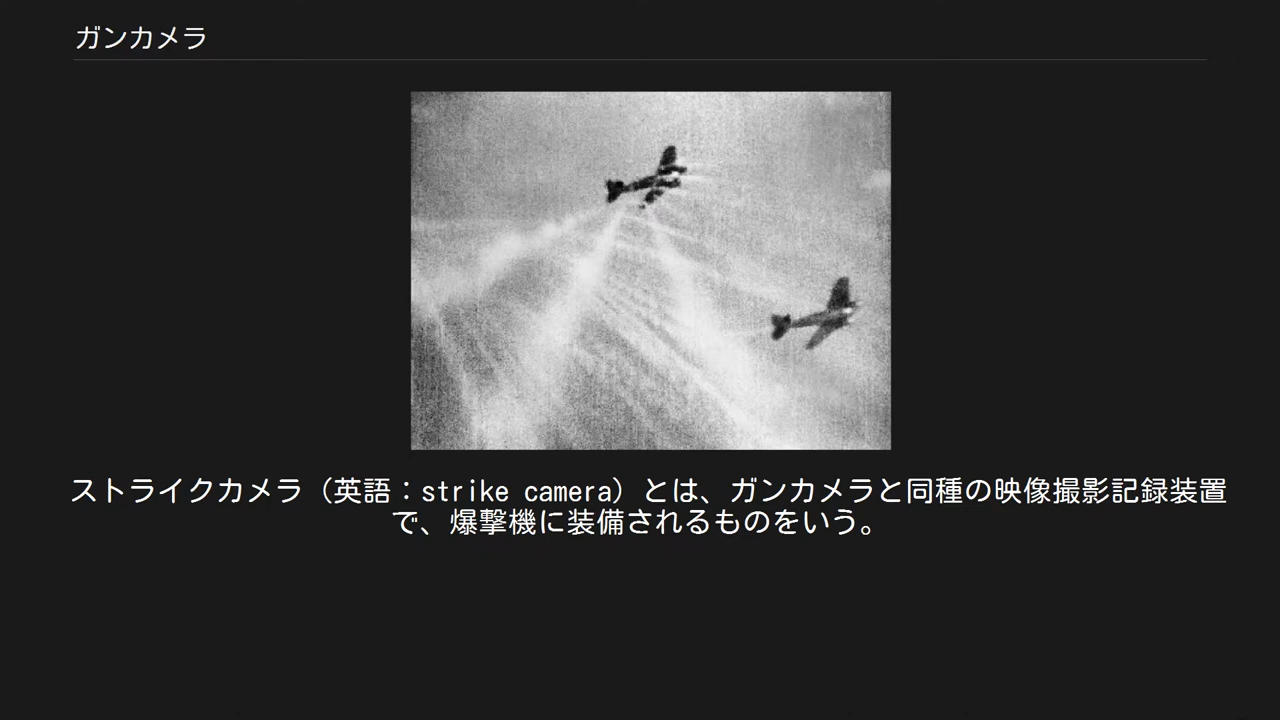 ガンカメラ
ストライクカメラ（英語：strike camera）とは、ガンカメラと同種の映像撮影記録装置
で、爆撃機に装備されるものをいう。